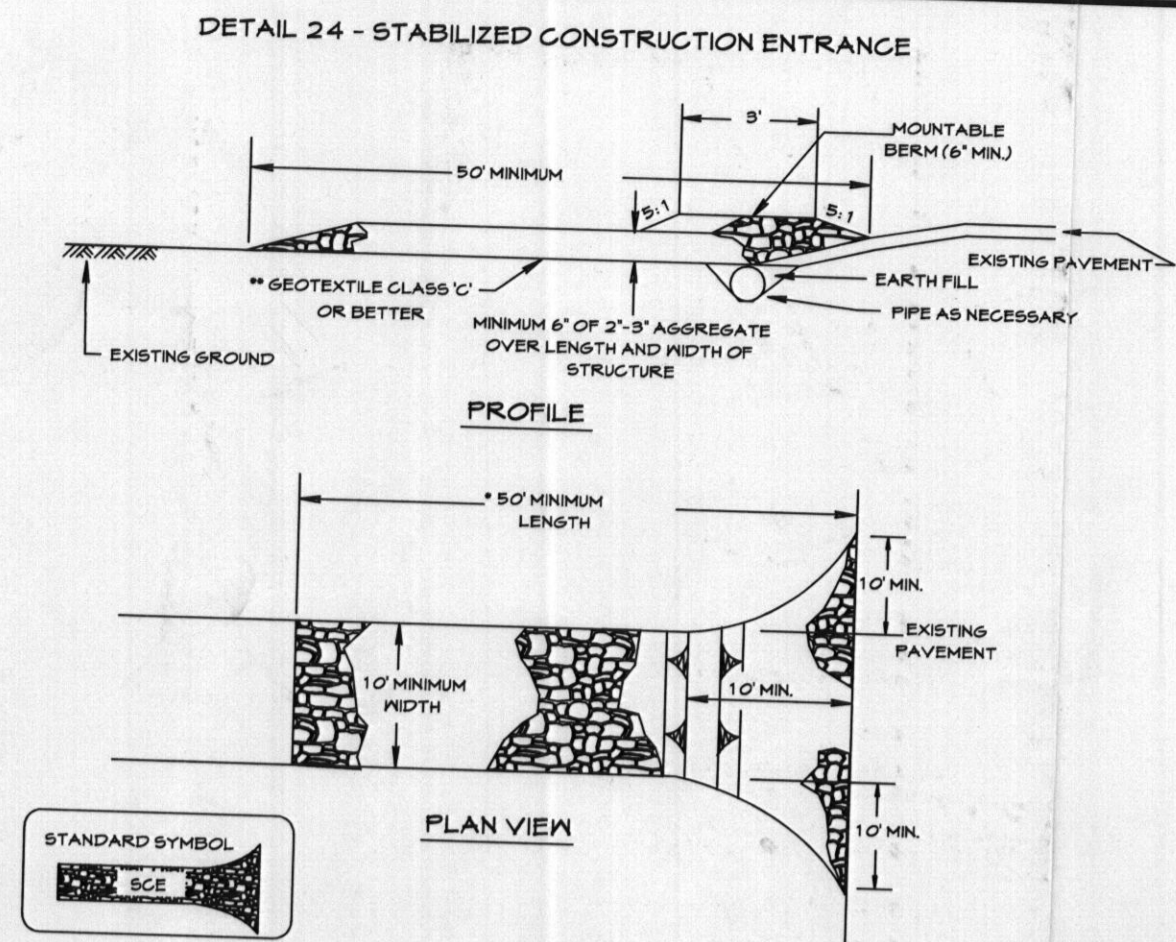 DETAIL 24 - STABILIZED CONSTRUCTION ENTRANCE
3'
MOUNTABLE
BERM (6" MIN.)
50' MINIMUM
5:1
5:1
EXISTING PAVEMENT
** GEOTEXTILE CLASS 'C'
OR BETTER
EARTH FILL
PIPE AS NECESSARY
MINIMUM 6" OF 2"-3" AGGREGATE
OVER LENGTH AND WIDTH OF
STRUCTURE
EXISTING GROUND
PROFILE
* 50' MINIMUM
LENGTH
10' MIN.
EXISTING
PAVEMENT
10' MINIMUM
WIDTH
10' MIN.
PLAN VIEW
10' MIN.
STANDARD SYMBOL
SCE